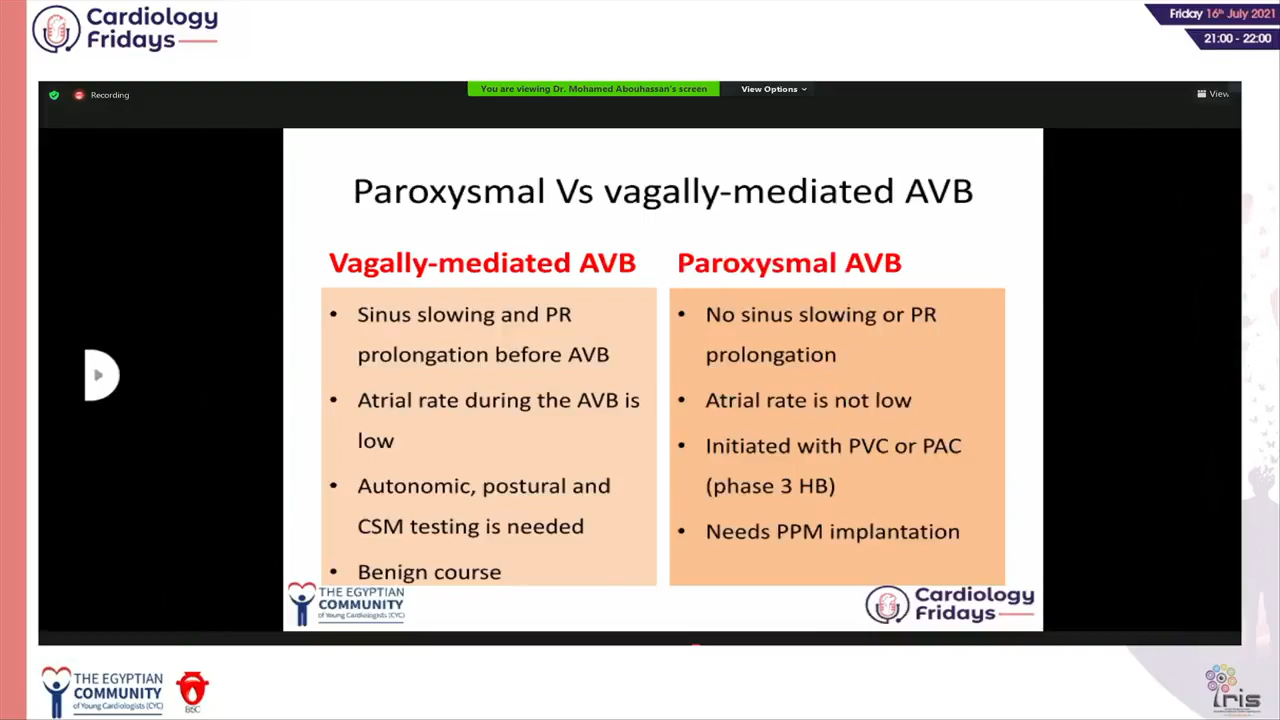 Cardiology
Fridays
Friday 16th July 2021
21:00 - 22:00
Recording
You are viewing Dr. Mohamed Abouhassan's screen
View Options
View
Paroxysmal Vs vagally-mediated AVB
Vagally-mediated AVB
• Sinus slowing and PR
prolongation before AVB
• Atrial rate during the AVB is
low
• Autonomic, postural and
CSM testing is needed
• Benign course
Paroxysmal AVB
• No sinus slowing or PR
prolongation
• Atrial rate is not low
• Initiated with PVC or PAC
(phase 3 HB)
• Needs PPM implantation
THE EGYPTIAN
COMMUNITY
of Young Cardiologists (CYC)
Cardiology
Fridays
THE EGYPTIAN
COMMUNITY
of Young Cardiologists (CYC)
IRIS